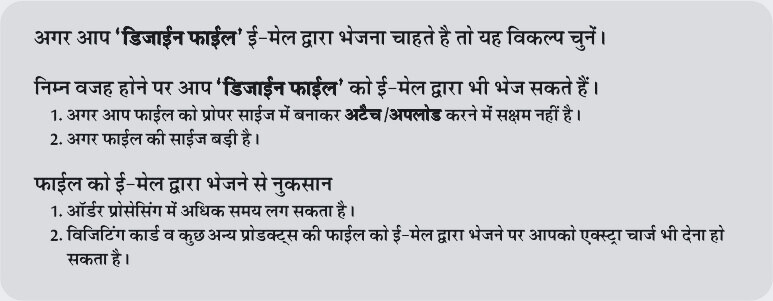 अगर आप ‘डिजाईन फाईल’ ई-मेल द्वारा भेजना चाहते है तो यह विकल्प चुनें।
निम्न वजह होने पर आप ‘डिजाईन फाईल’ को ई-मेल द्वारा भी भेज सकते हैं।
1. अगर आप फाईल को प्रोपर साईज में बनाकर अटैच/अपलोड करने में सक्षम नहीं है।
2. अगर फाईल की साईज बड़ी है।
फाईल को ई-मेल द्वारा भेजने से नुकसान
1. ऑर्डर प्रोसेसिंग में अधिक समय लग सकता है।
2. विजिटिंग कार्ड व कुछ अन्य प्रोडक्ट्स की फाईल को ई-मेल द्वारा भेजने पर आपको एक्स्ट्रा चार्ज भी देना हो
सकता है।